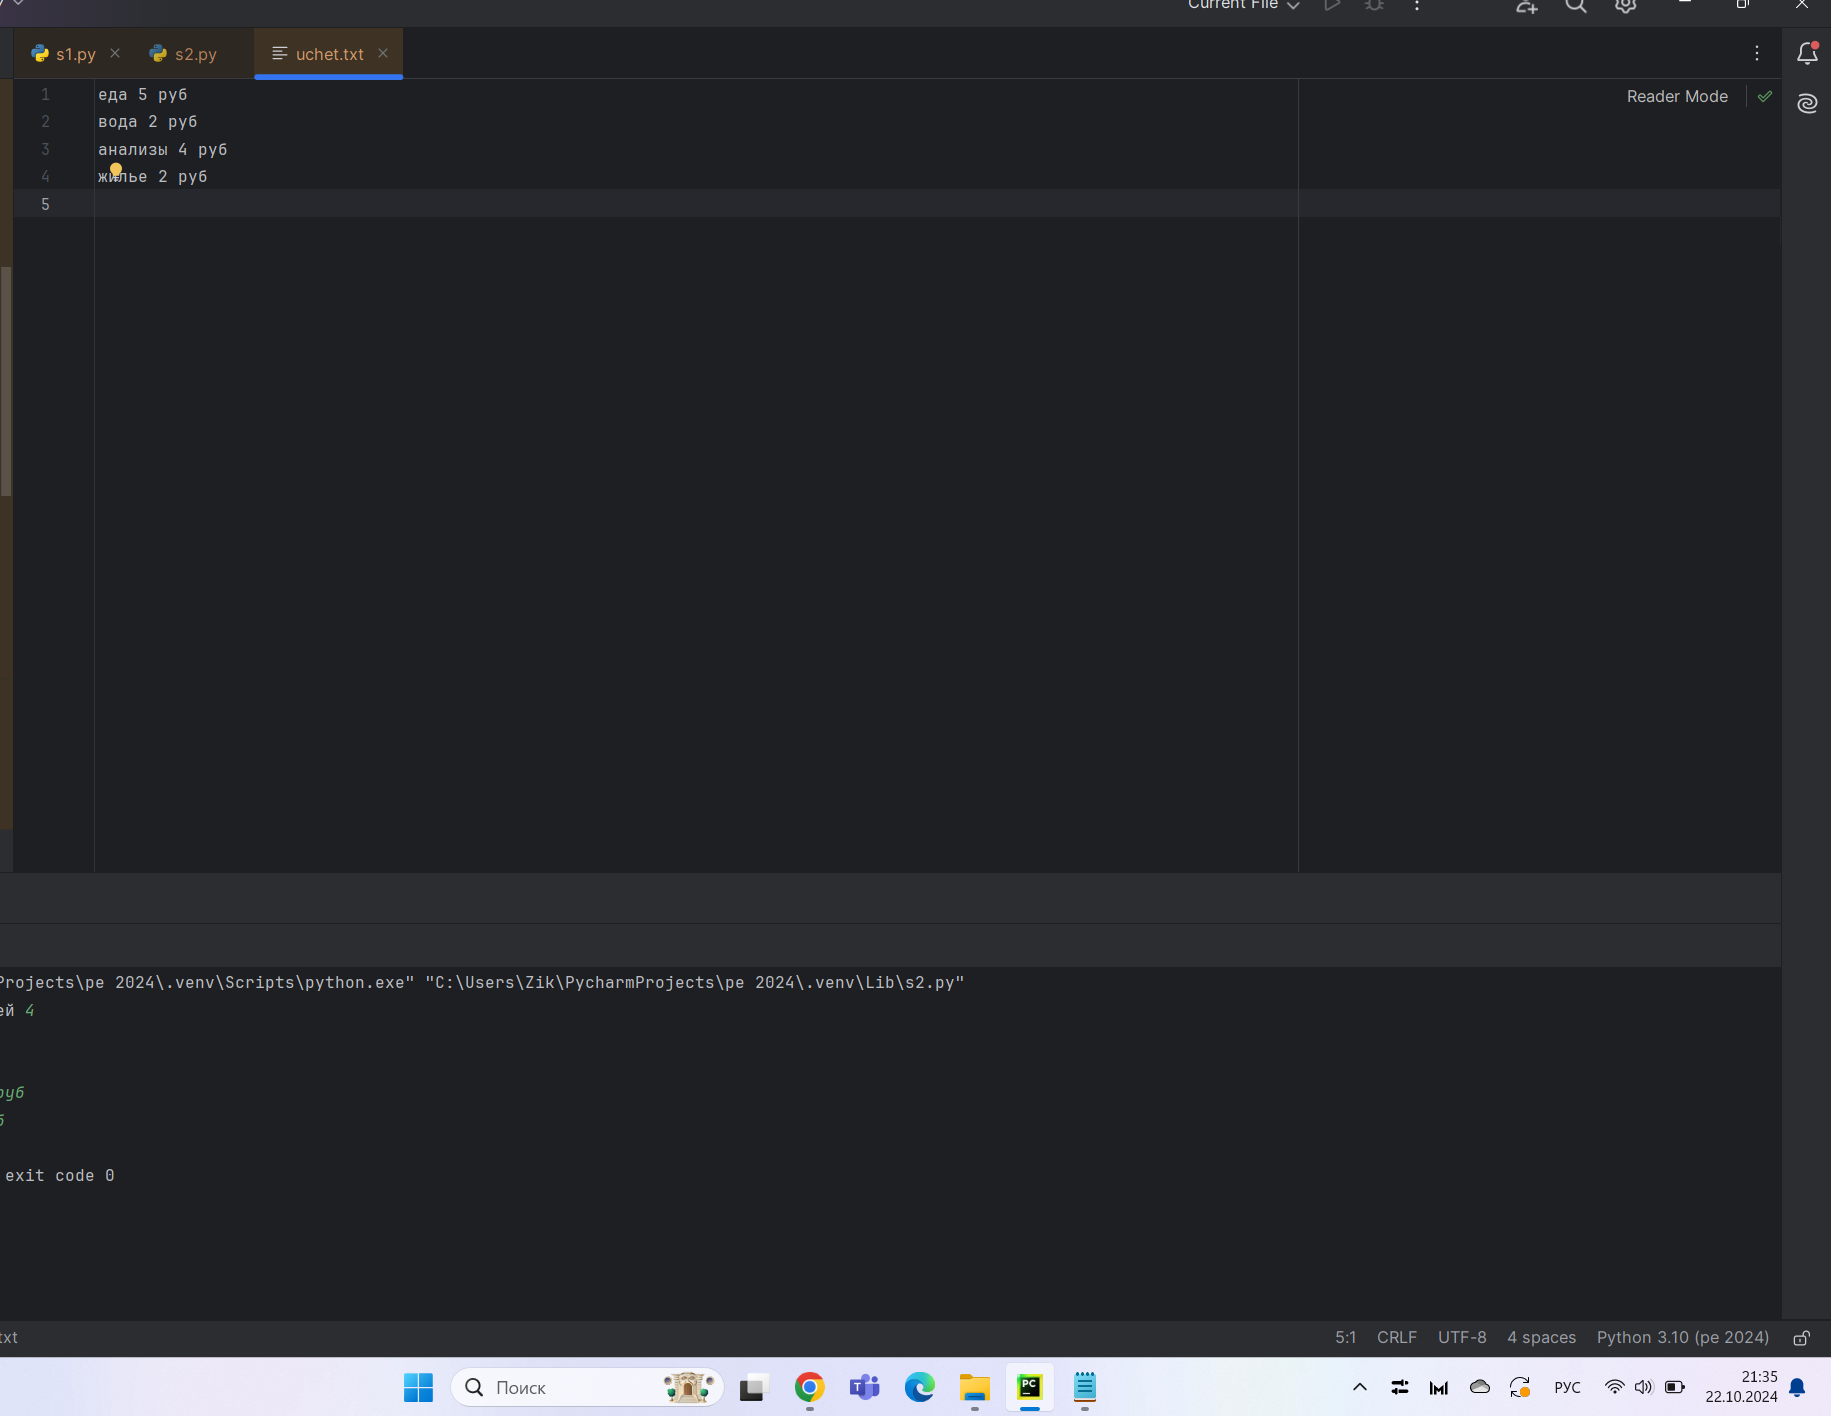 Current File
s1.py
s2.py
uchet.txt
1 еда 5 руб
2 вода 2 руб
3 анализы 4 руб
4 жилье 2 руб
5
Reader Mode
Projects\pe 2024\.venv\Scripts\python.exe" "C:\Users\Zik\PycharmProjects\pe 2024\.venv\Lib\s2.py"
ей 4
руб
б
exit code 0
txt
5:1 CRLF UTF-8 4 spaces Python 3.10 (pe 2024)
Поиск
PC
РУС
21:35
22.10.2024